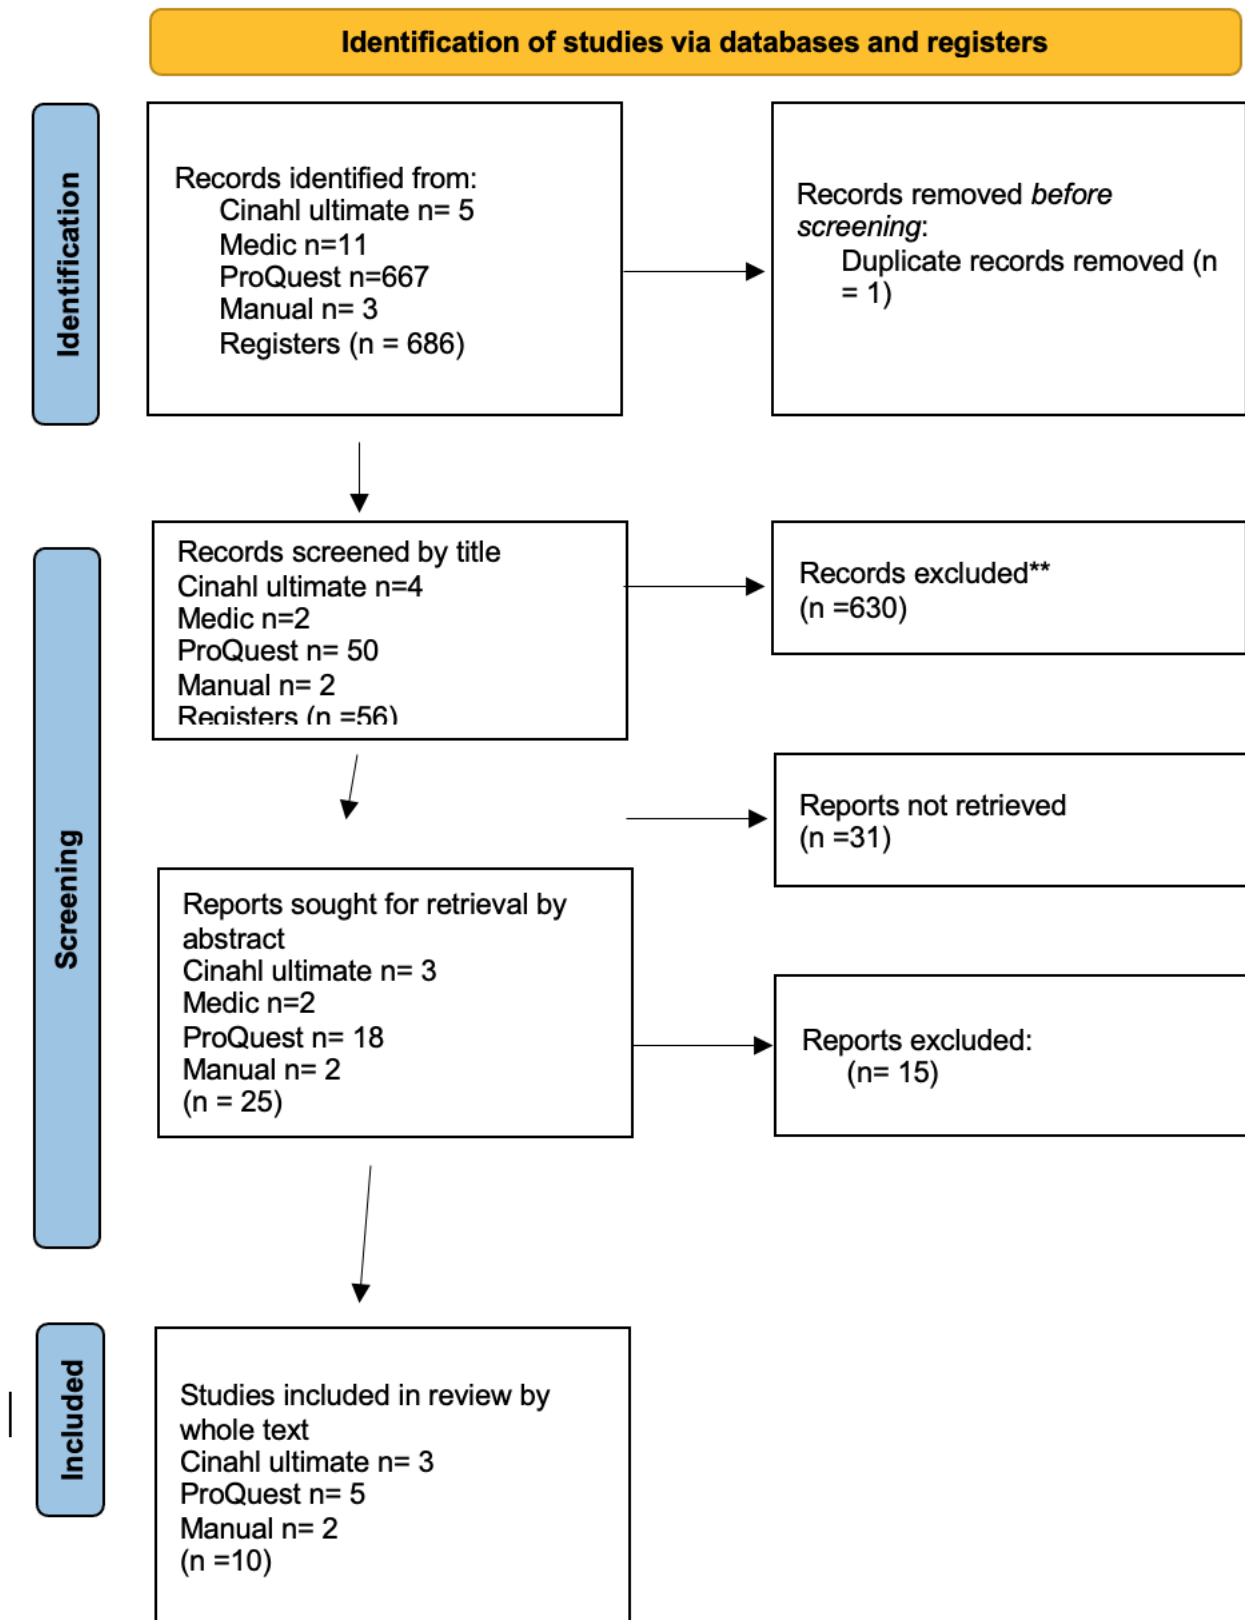 Identification of studies via databases and registers
Identification
Records identified from:
Cinahl ultimate n= 5
Medic n=11
ProQuest n=667
Manual n= 3
Registers (n = 686)
Records removed before
screening:
Duplicate records removed (n
= 1)
Screening
Records screened by title
Cinahl ultimate n=4
Medic n=2
ProQuest n= 50
Manual n= 2
Registers (n =56)
Records excluded**
(n =630)
Reports not retrieved
(n =31)
Reports sought for retrieval by
abstract
Cinahl ultimate n= 3
Medic n=2
ProQuest n= 18
Manual n= 2
(n = 25)
Reports excluded:
(n= 15)
Included
Studies included in review by
whole text
Cinahl ultimate n= 3
ProQuest n= 5
Manual n= 2
(n =10)